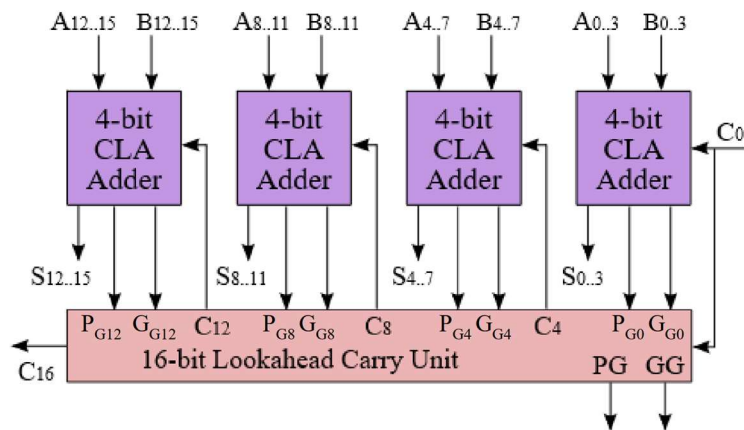 A12..15 B12..15 A8..11 B8..11 A4..7 B4..7 A0..3 B0..3
4-bit CLA Adder
4-bit CLA Adder
4-bit CLA Adder
4-bit CLA Adder
C0
S12..15 S8..11 S4..7 S0..3
PG12 GG12 C12 PG8 GG8 C8 PG4 GG4 C4 PG0 GG0
16-bit Lookahead Carry Unit PG GG
C16